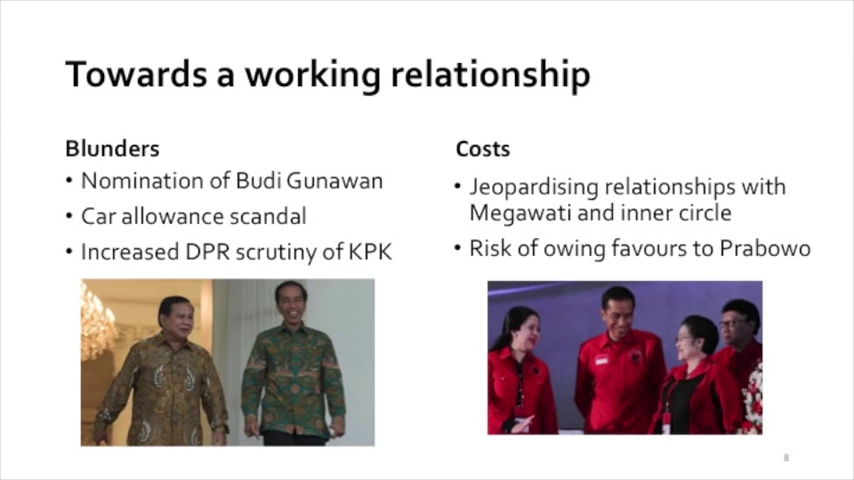 Towards a working relationship
Blunders
• Nomination of Budi Gunawan
• Car allowance scandal
• Increased DPR scrutiny of KPK
Costs
• Jeopardising relationships with
Megawati and inner circle
• Risk of owing favours to Prabowo
8